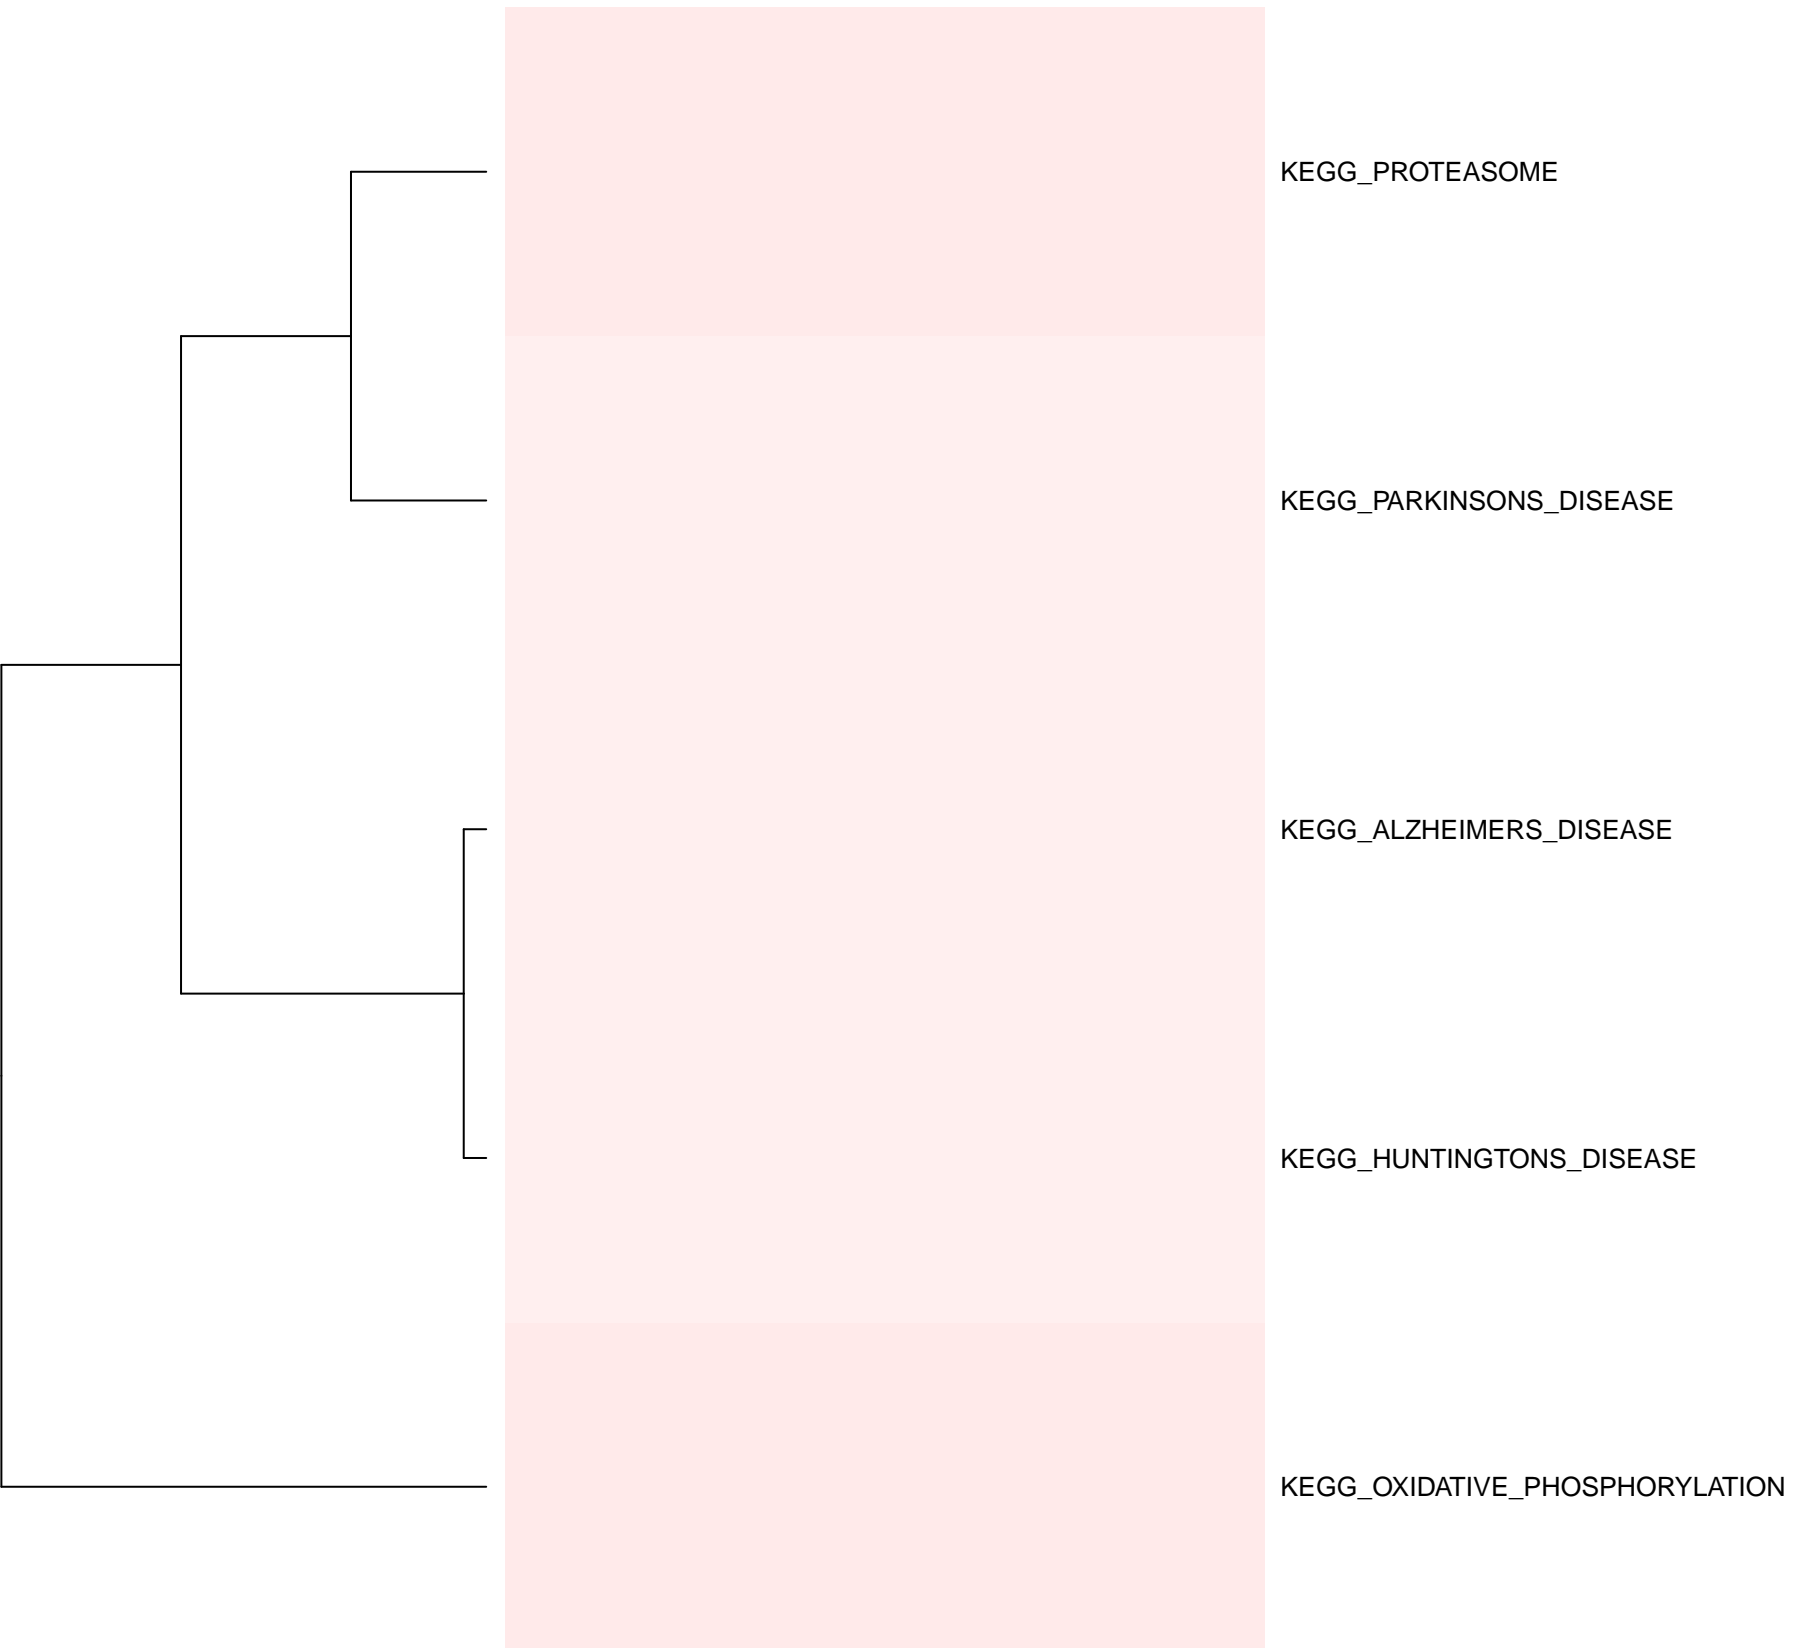 KEGG_PROTEASOME
KEGG_PARKINSONS_DISEASE
KEGG_ALZHEIMERS_DISEASE
KEGG_HUNTINGTONS_DISEASE
KEGG_OXIDATIVE_PHOSPHORYLATION